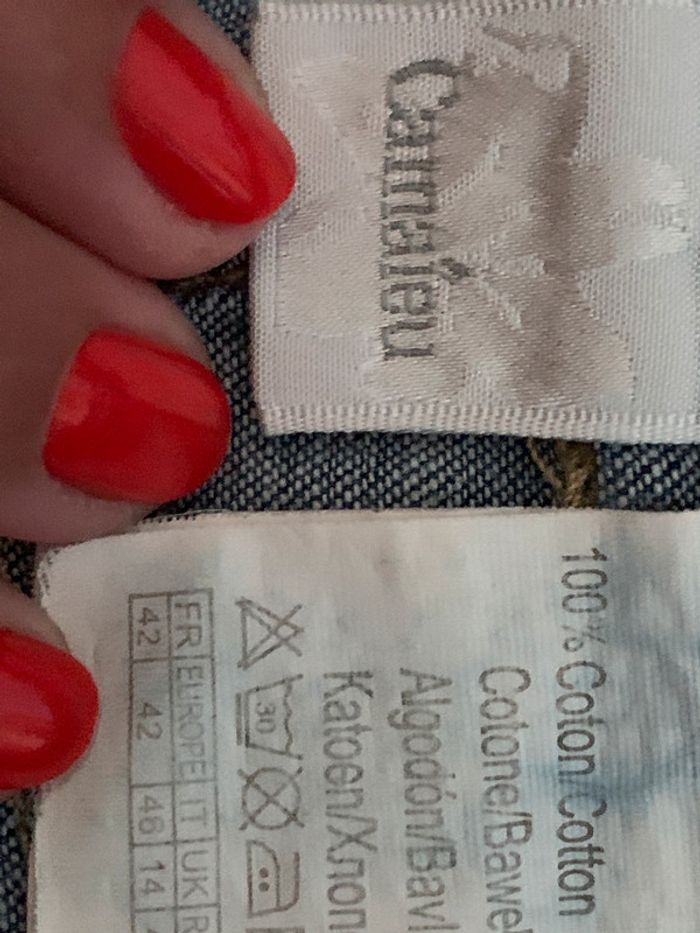 Camaïeu
100% Coton/Cotton
Cotone/Bawe
Algodón/Bavl
Katoen/Хлоп
30
FR EUROPE IT UK R
42 42 46 14